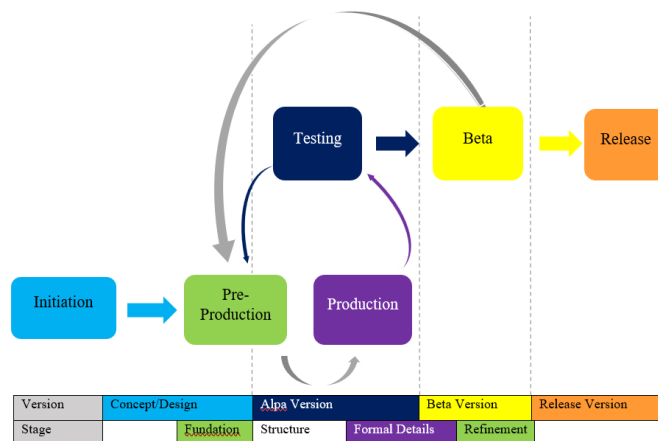 Testing
Beta
Release
Initiation
Pre-
Production
Production
Version
Concept/Design
Alpa Version
Beta Version
Release Version
Stage
Fundation
Structure
Formal Details
Refinement